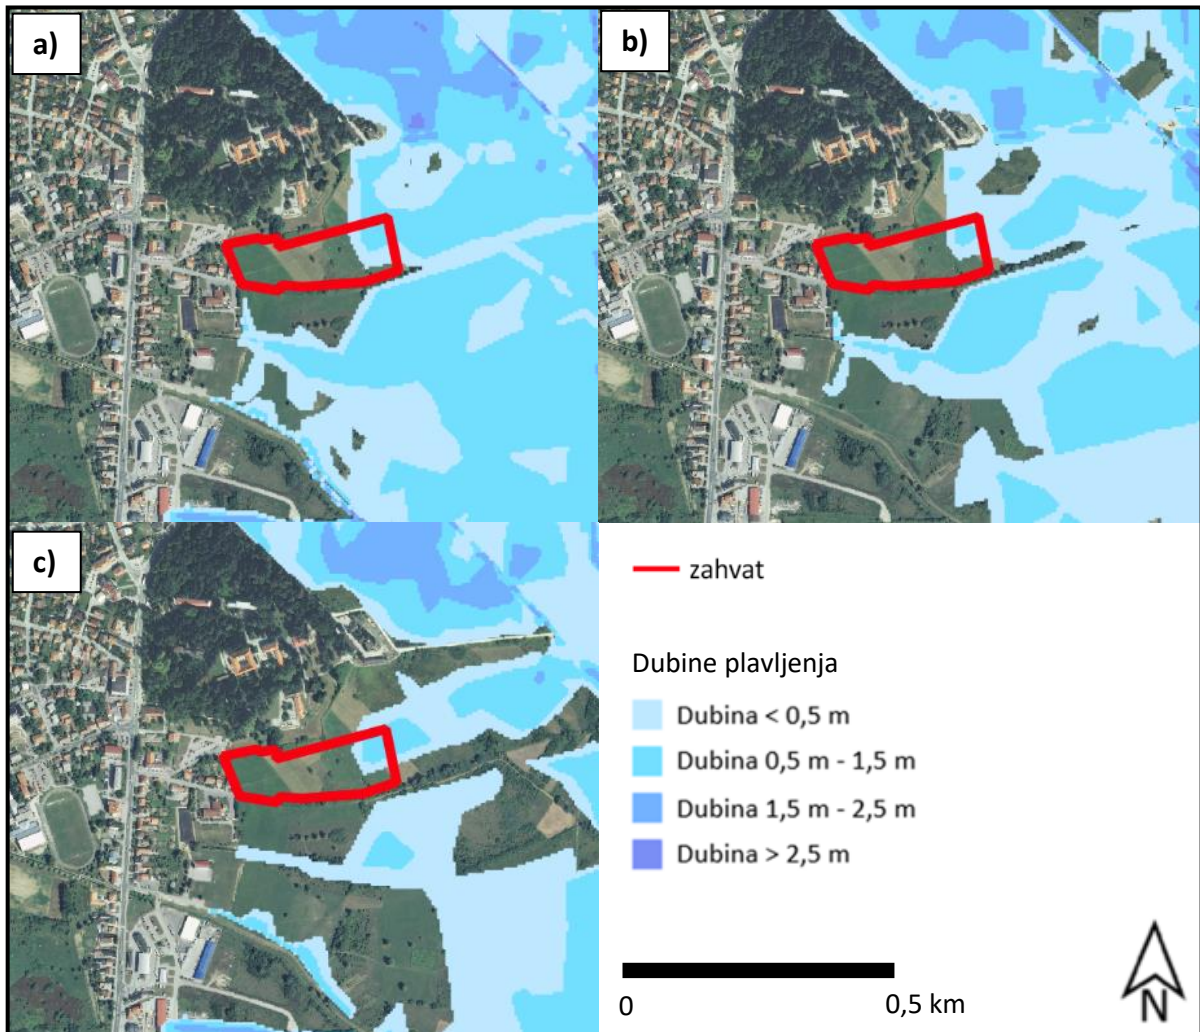 a)
b)
c)
zahvat
Dubine plavljenja
Dubina < 0,5 m
Dubina 0,5 m - 1,5 m
Dubina 1,5 m - 2,5 m
Dubina > 2,5 m
0
0,5 km
N